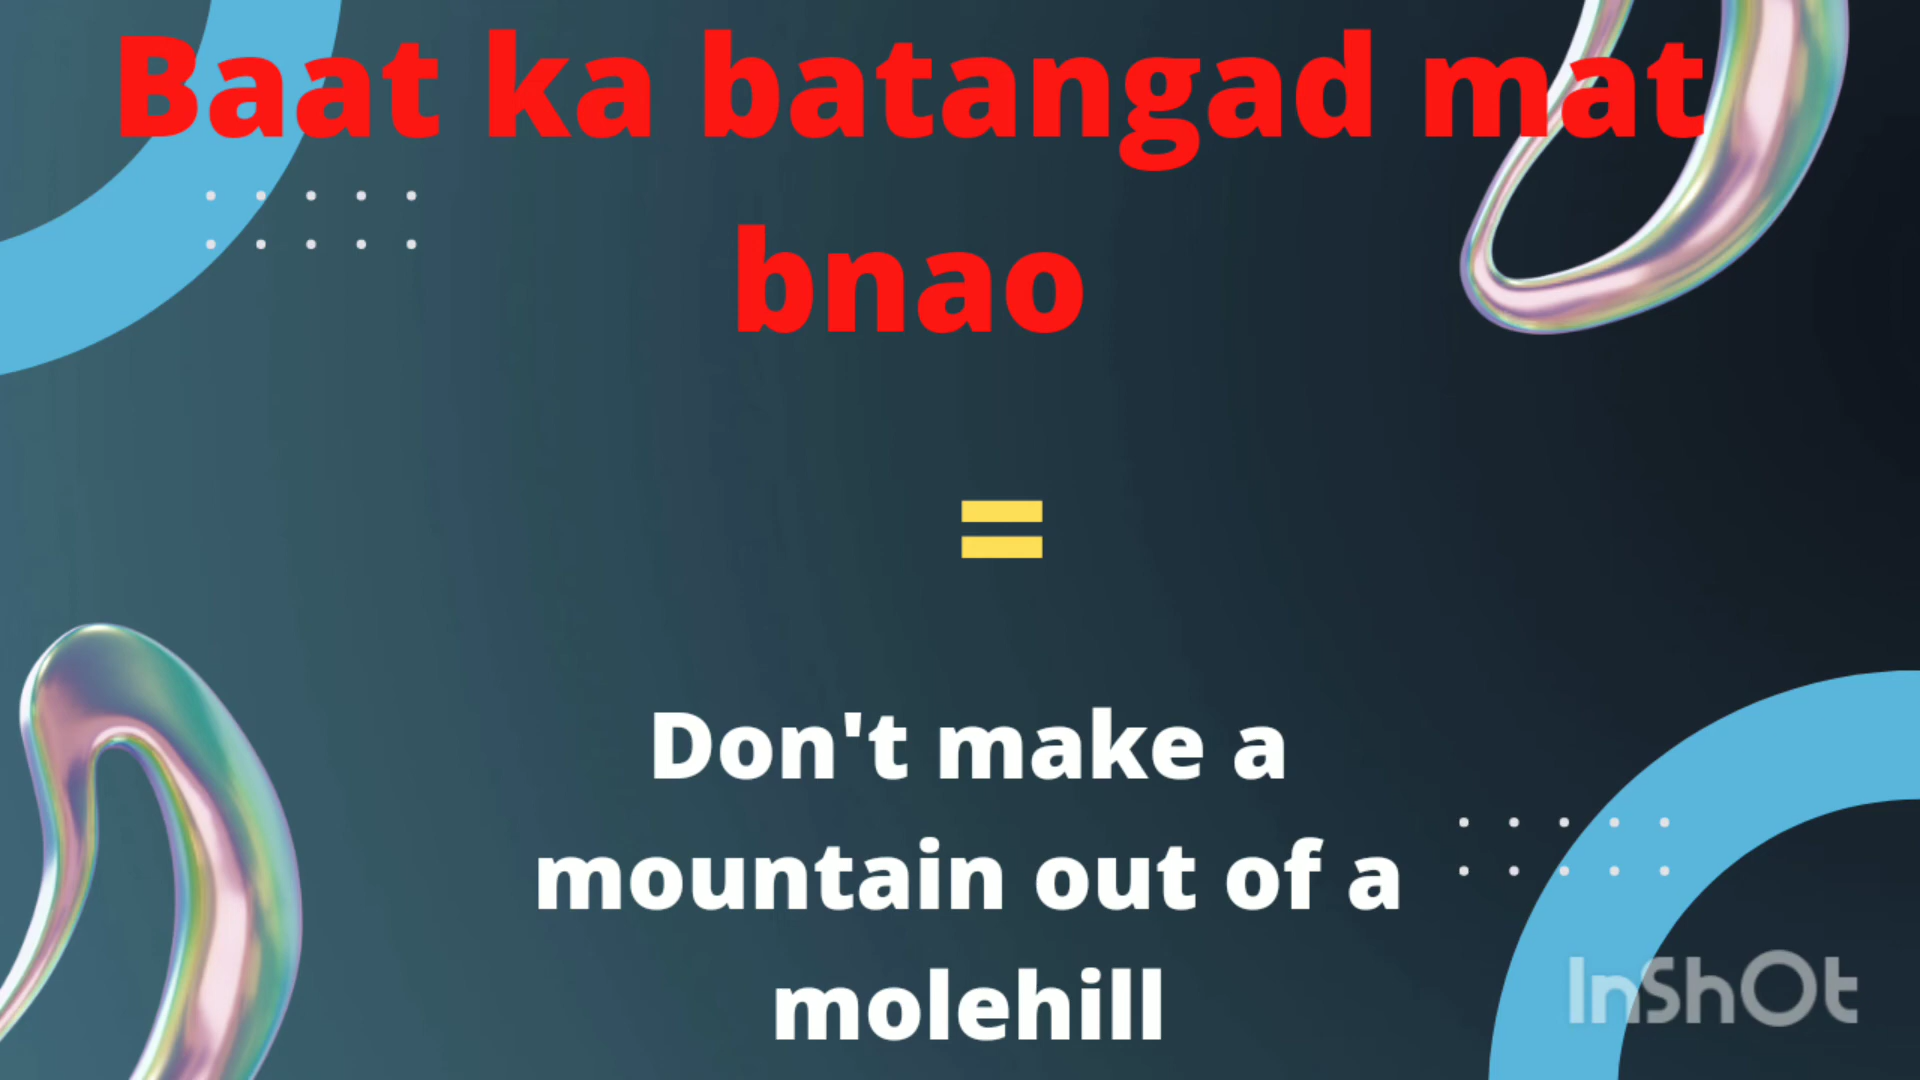 Baat ka batangad mat
bnao
=
Don't make a
mountain out of a
molehill
InShOt